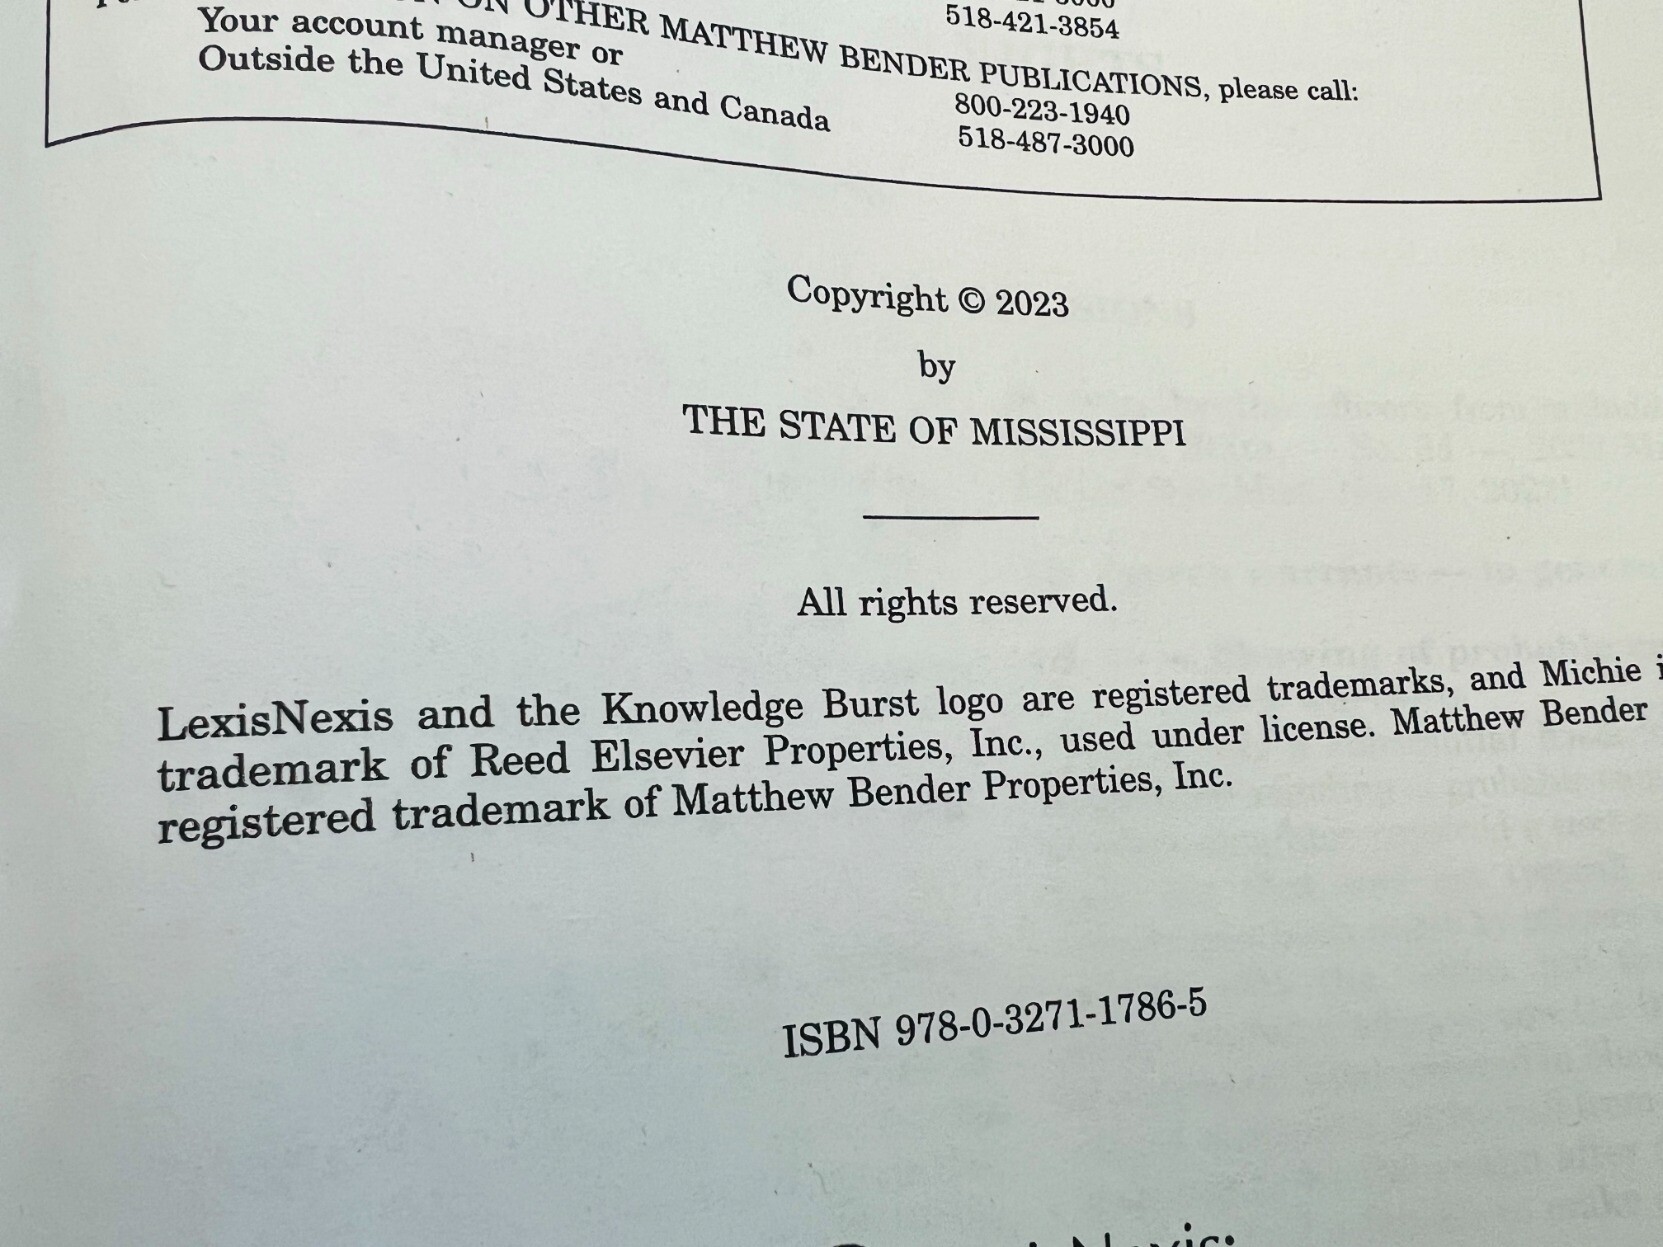 518-421-3854
ON OTHER MATTHEW BENDER PUBLICATIONS, please call:
Your account manager or
800-223-1940
Outside the United States and Canada
518-487-3000
Copyright © 2023
by
THE STATE OF MISSISSIPPI
All rights reserved.
LexisNexis and the Knowledge Burst logo are registered trademarks, and Michie
trademark of Reed Elsevier Properties, Inc., used under license. Matthew Bender
registered trademark of Matthew Bender Properties, Inc.
ISBN 978-0-3271-1786-5